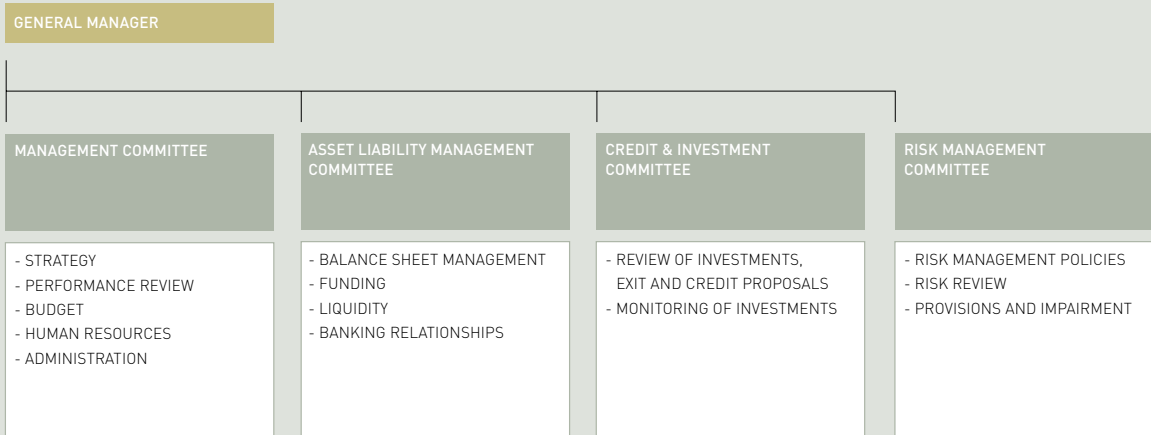 GENERAL MANAGER
MANAGEMENT COMMITTEE
- STRATEGY
- PERFORMANCE REVIEW
- BUDGET
- HUMAN RESOURCES
- ADMINISTRATION
ASSET LIABILITY MANAGEMENT
COMMITTEE
- BALANCE SHEET MANAGEMENT
- FUNDING
- LIQUIDITY
- BANKING RELATIONSHIPS
CREDIT & INVESTMENT
COMMITTEE
- REVIEW OF INVESTMENTS,
EXIT AND CREDIT PROPOSALS
- MONITORING OF INVESTMENTS
RISK MANAGEMENT
COMMITTEE
- RISK MANAGEMENT POLICIES
- RISK REVIEW
- PROVISIONS AND IMPAIRMENT